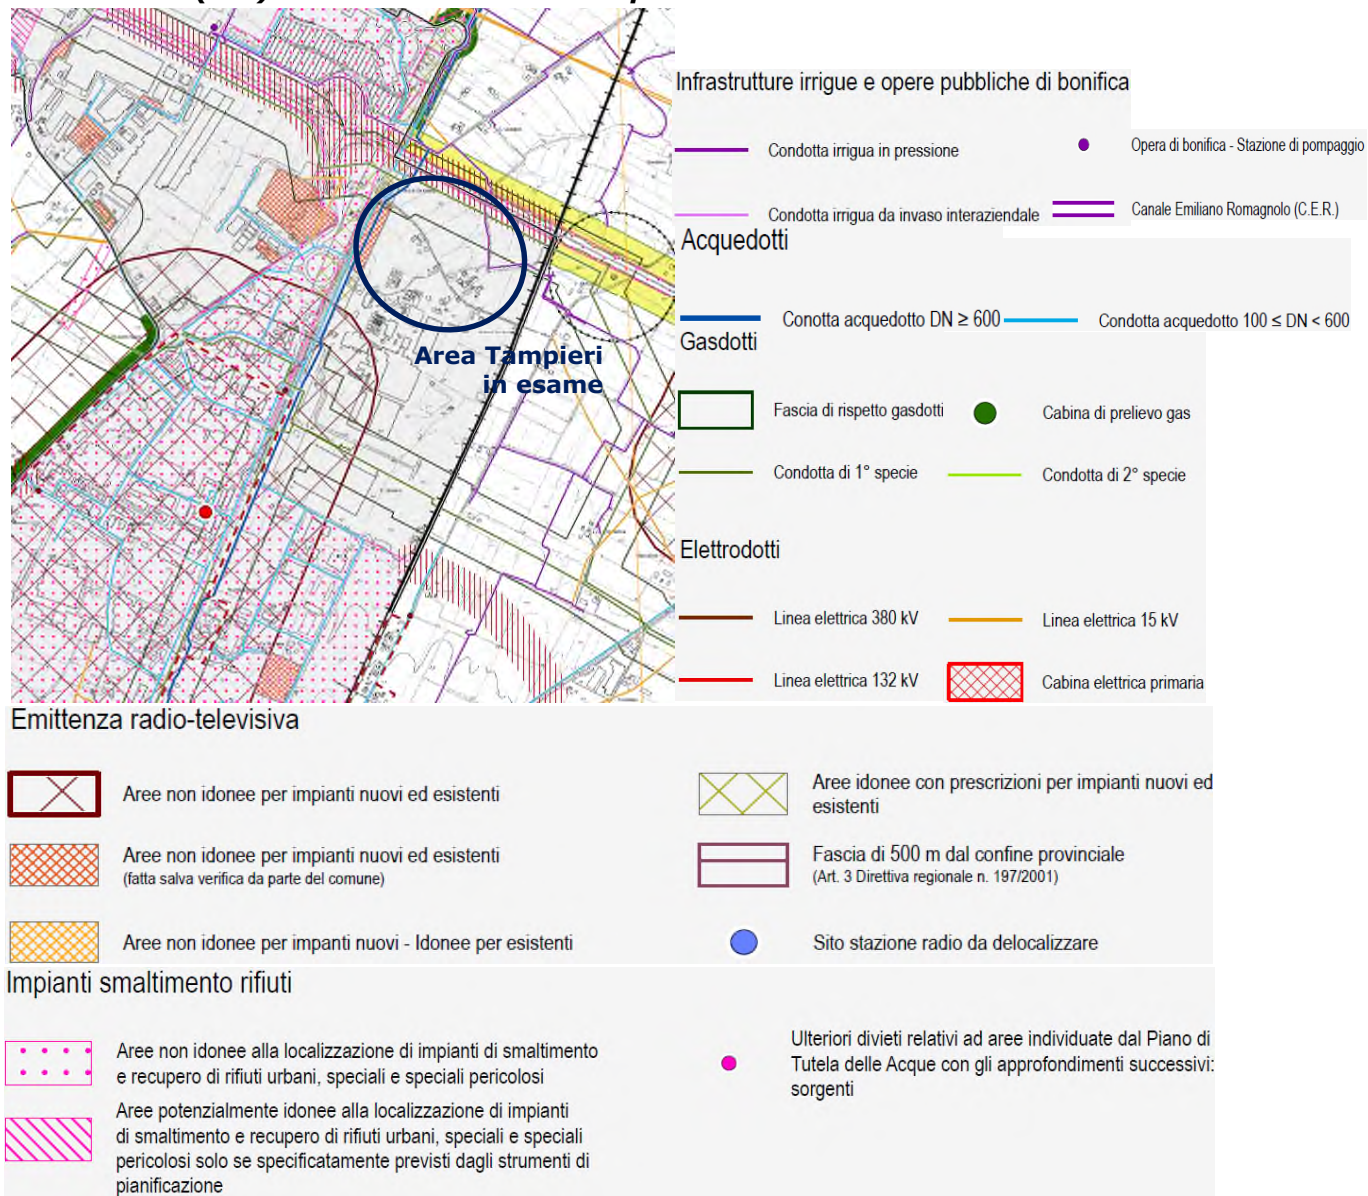 Area Tampieri
in esame
Infrastrutture irrigue e opere pubbliche di bonifica
Condotta irrigua in pressione
Opera di bonifica - Stazione di pompaggio
Condotta irrigua da invaso interaziendale
Canale Emiliano Romagnolo (C.E.R.)
Acquedotti
Conotta acquedotto DN ≥ 600
Condotta acquedotto 100 ≤ DN < 600
Gasdotti
Fascia di rispetto gasdotti
Cabina di prelievo gas
Condotta di 1° specie
Condotta di 2° specie
Elettrodotti
Linea elettrica 380 kV
Linea elettrica 15 kV
Linea elettrica 132 kV
Cabina elettrica primaria
Emittenza radio-televisiva
Aree non idonee per impianti nuovi ed esistenti
Aree idonee con prescrizioni per impianti nuovi ed
esistenti
Aree non idonee per impianti nuovi ed esistenti
(fatta salva verifica da parte del comune)
Fascia di 500 m dal confine provinciale
(Art. 3 Direttiva regionale n. 197/2001)
Aree non idonee per impanti nuovi - Idonee per esistenti
Sito stazione radio da delocalizzare
Impianti smaltimento rifiuti
Aree non idonee alla localizzazione di impianti di smaltimento
e recupero di rifiuti urbani, speciali e speciali pericolosi
Ulteriori divieti relativi ad aree individuate dal Piano di
Tutela delle Acque con gli approfondimenti successivi:
sorgenti
Aree potenzialmente idonee alla localizzazione di impianti
di smaltimento e recupero di rifiuti urbani, speciali e speciali
pericolosi solo se specificatamente previsti dagli strumenti di
pianificazione